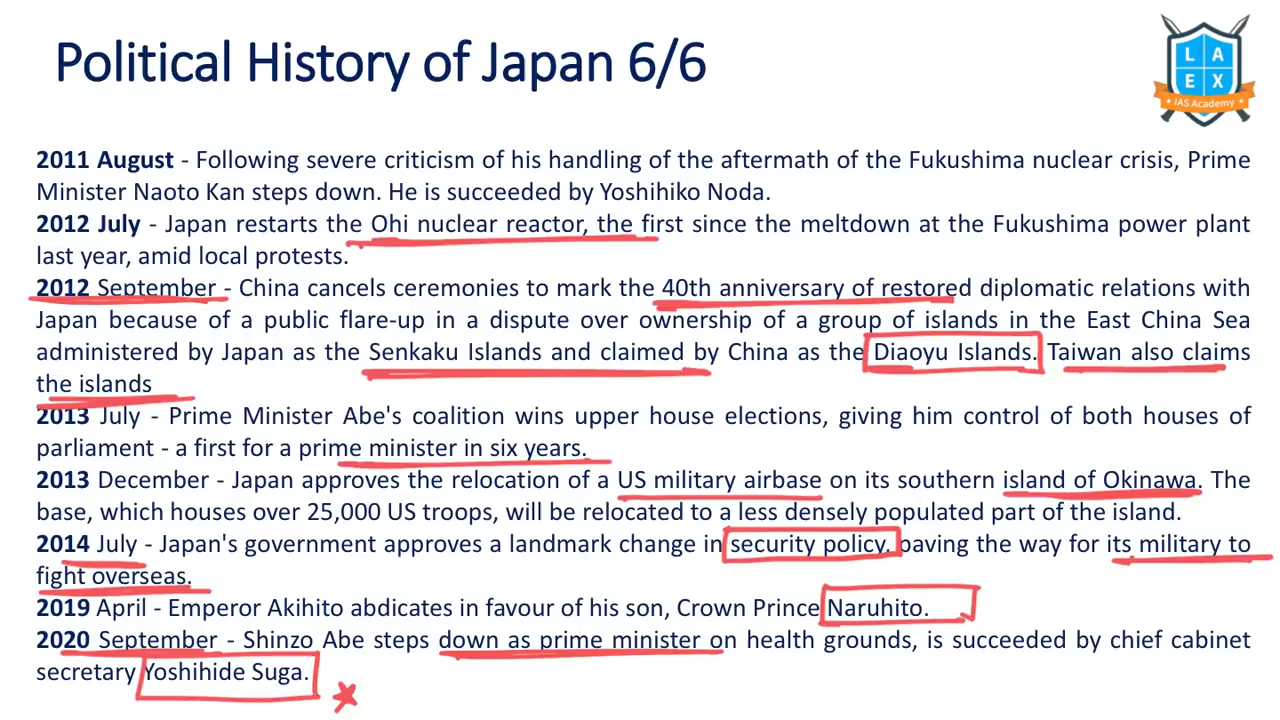 Political History of Japan 6/6
L A
E X
IAS Academy
2011 August - Following severe criticism of his handling of the aftermath of the Fukushima nuclear crisis, Prime
Minister Naoto Kan steps down. He is succeeded by Yoshihiko Noda.
2012 July - Japan restarts the Ohi nuclear reactor, the first since the meltdown at the Fukushima power plant
last year, amid local protests.
2012 September - China cancels ceremonies to mark the 40th anniversary of restored diplomatic relations with
Japan because of a public flare-up in a dispute over ownership of a group of islands in the East China Sea
administered by Japan as the Senkaku Islands and claimed by China as the Diaoyu Islands. Taiwan also claims
the islands
2013 July - Prime Minister Abe's coalition wins upper house elections, giving him control of both houses of
parliament - a first for a prime minister in six years.
2013 December - Japan approves the relocation of a US military airbase on its southern island of Okinawa. The
base, which houses over 25,000 US troops, will be relocated to a less densely populated part of the island.
2014 July - Japan's government approves a landmark change in security policy, paving the way for its military to
fight overseas.
2019 April - Emperor Akihito abdicates in favour of his son, Crown Prince Naruhito.
2020 September - Shinzo Abe steps down as prime minister on health grounds, is succeeded by chief cabinet
secretary Yoshihide Suga.